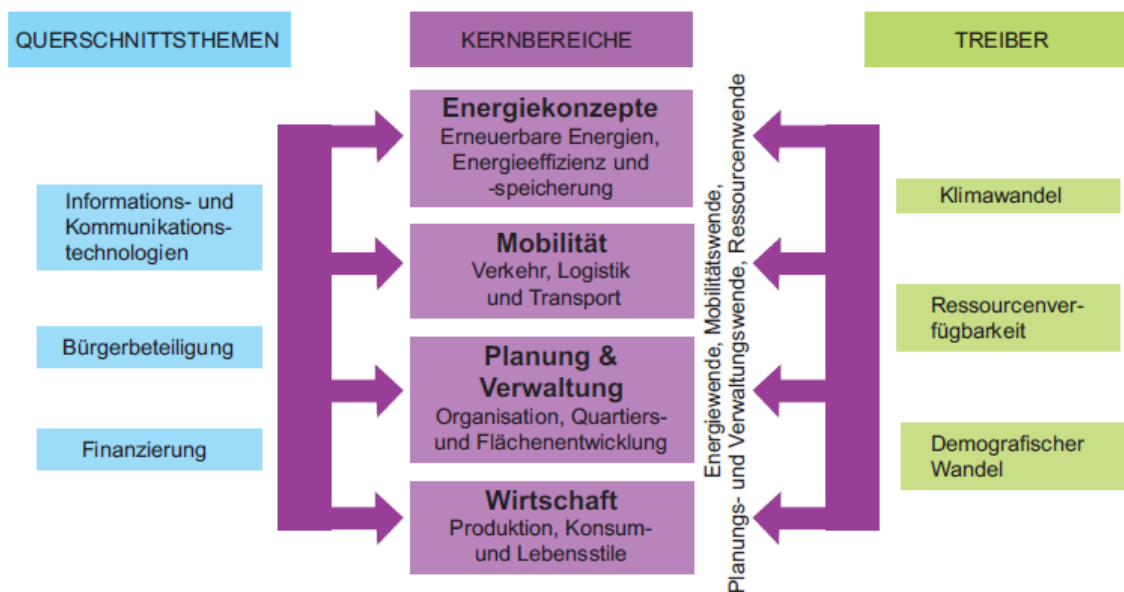 QUERSCHNITTSTHEMEN
Informations- und
Kommunikations-
technologien
Bürgerbeteiligung
Finanzierung
KERNBEREICHE
Energiekonzepte
Erneuerbare Energien,
Energieeffizienz und
-speicherung
Mobilität
Verkehr, Logistik
und Transport
Planung &
Verwaltung
Organisation, Quartiers-
und Flächenentwicklung
Wirtschaft
Produktion, Konsum-
und Lebensstile
Energiewende, Mobilitätswende,
Planungs- und Verwaltungswende, Ressourcenwende
TREIBER
Klimawandel
Ressourcenver-
fügbarkeit
Demografischer
Wandel